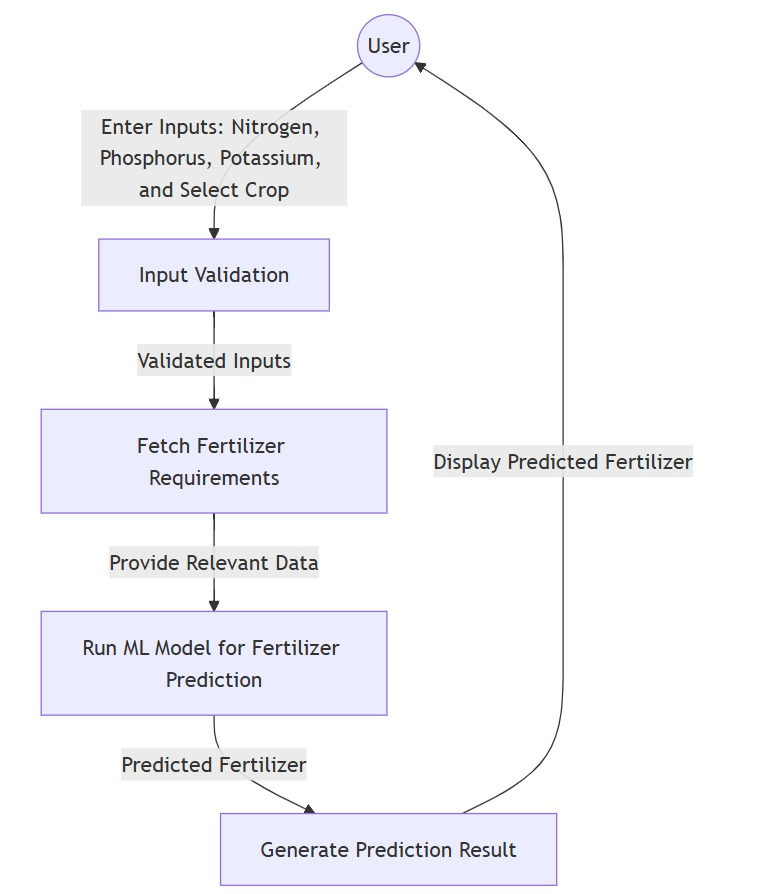 User
Enter Inputs: Nitrogen,
Phosphorus, Potassium,
and Select Crop
Input Validation
Validated Inputs
Fetch Fertilizer
Requirements
Display Predicted Fertilizer
Provide Relevant Data
Run ML Model for Fertilizer
Prediction
Predicted Fertilizer
Generate Prediction Result